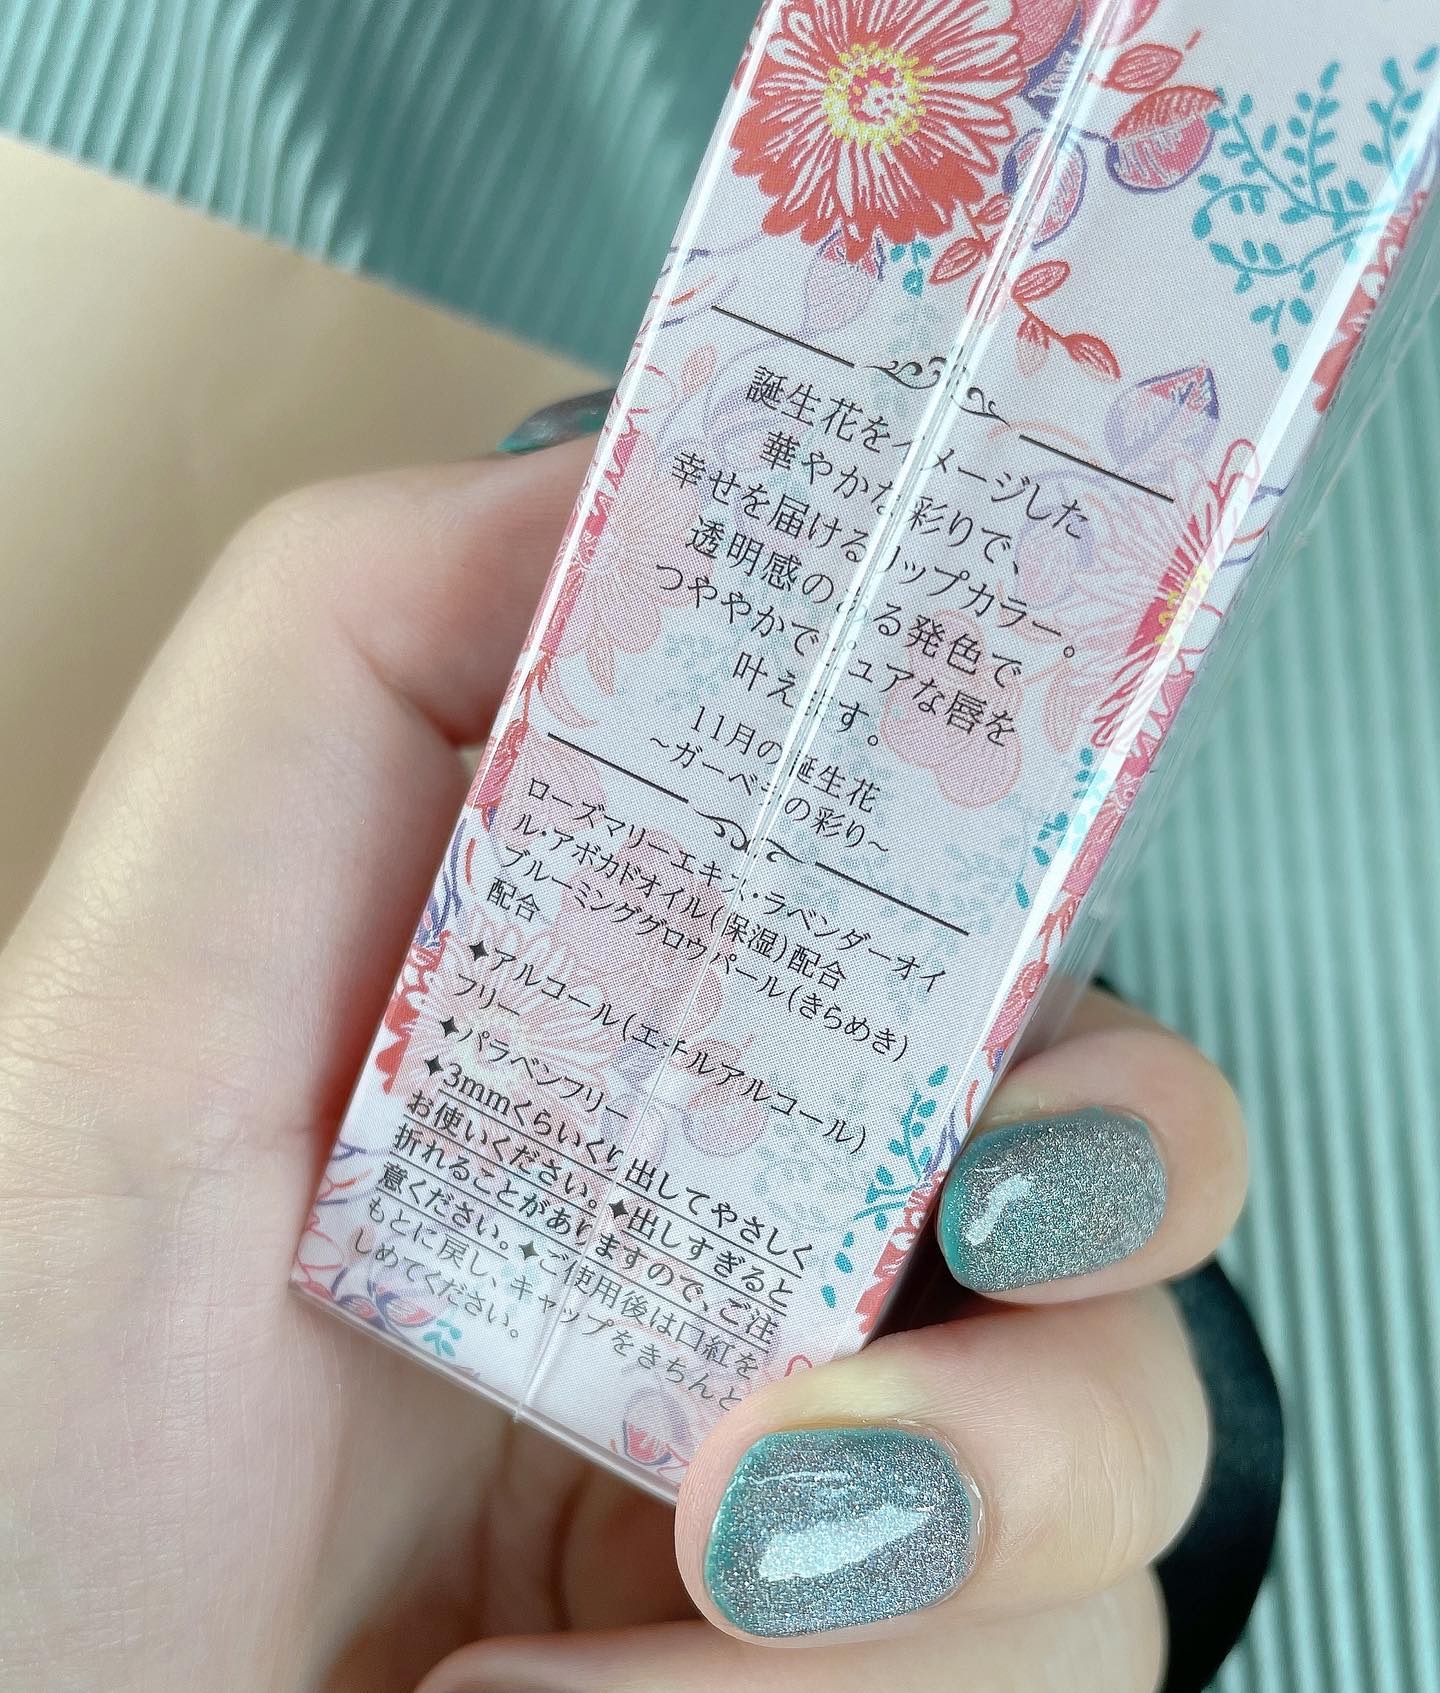 誕生花をイメージした
華やかな彩りで、
幸せを届けるリップカラー。
透明感のある発色で
つややかでピュアな唇を
叶えます。
11月の誕生花
~ガーベラの彩り~
ローズマリーエキス・ラベンダーオイ
ル・アボカドオイル(保湿)配合
ブルーミンググロウパール(きらめき)
配合
✦アルコール(エチルアルコール)
フリー
✦パラベンフリー
✦3mmくらいくり出してやさしく
お使いください。✦出しすぎると
折れることがありますので、ご注
意ください。✦ご使用後は口紅を
もとに戻し、キャップをきちんと
しめてください。